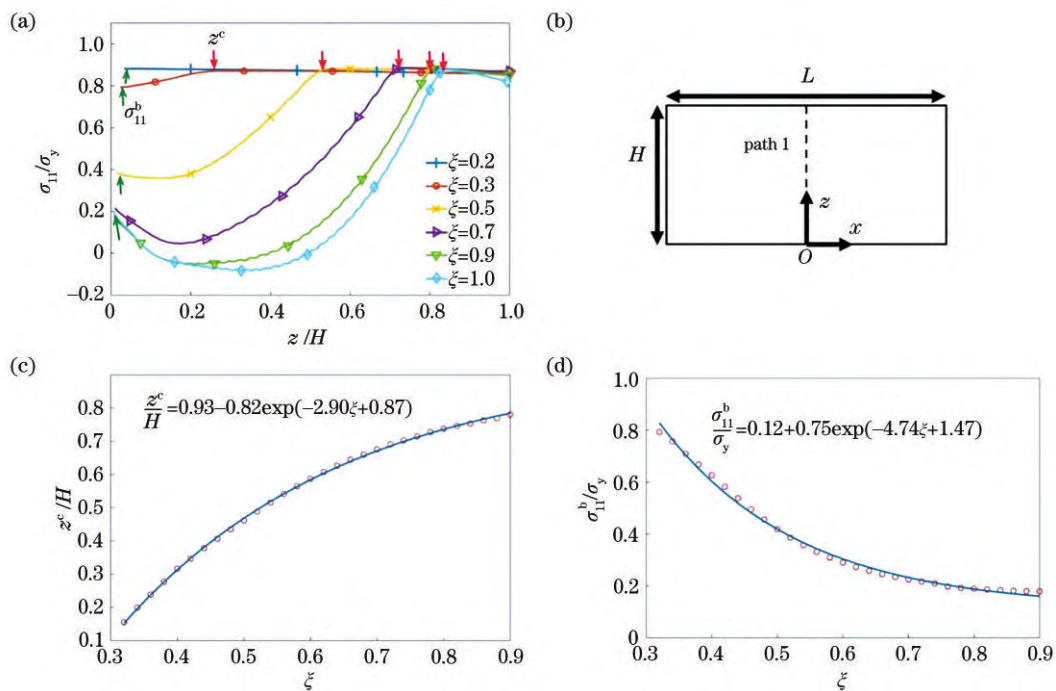 (a)
1.0
0.8
0.6
0.4
0.2
0
−0.2
σ₁₁/σ_y
z^c
σ₁₁^b
ξ=0.2
ξ=0.3
ξ=0.5
ξ=0.7
ξ=0.9
ξ=1.0
0 0.2 0.4 0.6 0.8 1.0
z/H
(b)
L
H
path 1
z
x
O
(c)
z^c/H=0.93−0.82exp(−2.90ξ+0.87)
0.8
0.7
0.6
0.5
0.4
0.3
0.2
0.1
z^c/H
0.3 0.4 0.5 0.6 0.7 0.8 0.9
ξ
(d)
1.0
0.8
0.6
0.4
0.2
0
σ₁₁^b/σ_y=0.12+0.75exp(−4.74ξ+1.47)
σ₁₁^b/σ_y
0.3 0.4 0.5 0.6 0.7 0.8 0.9
ξ